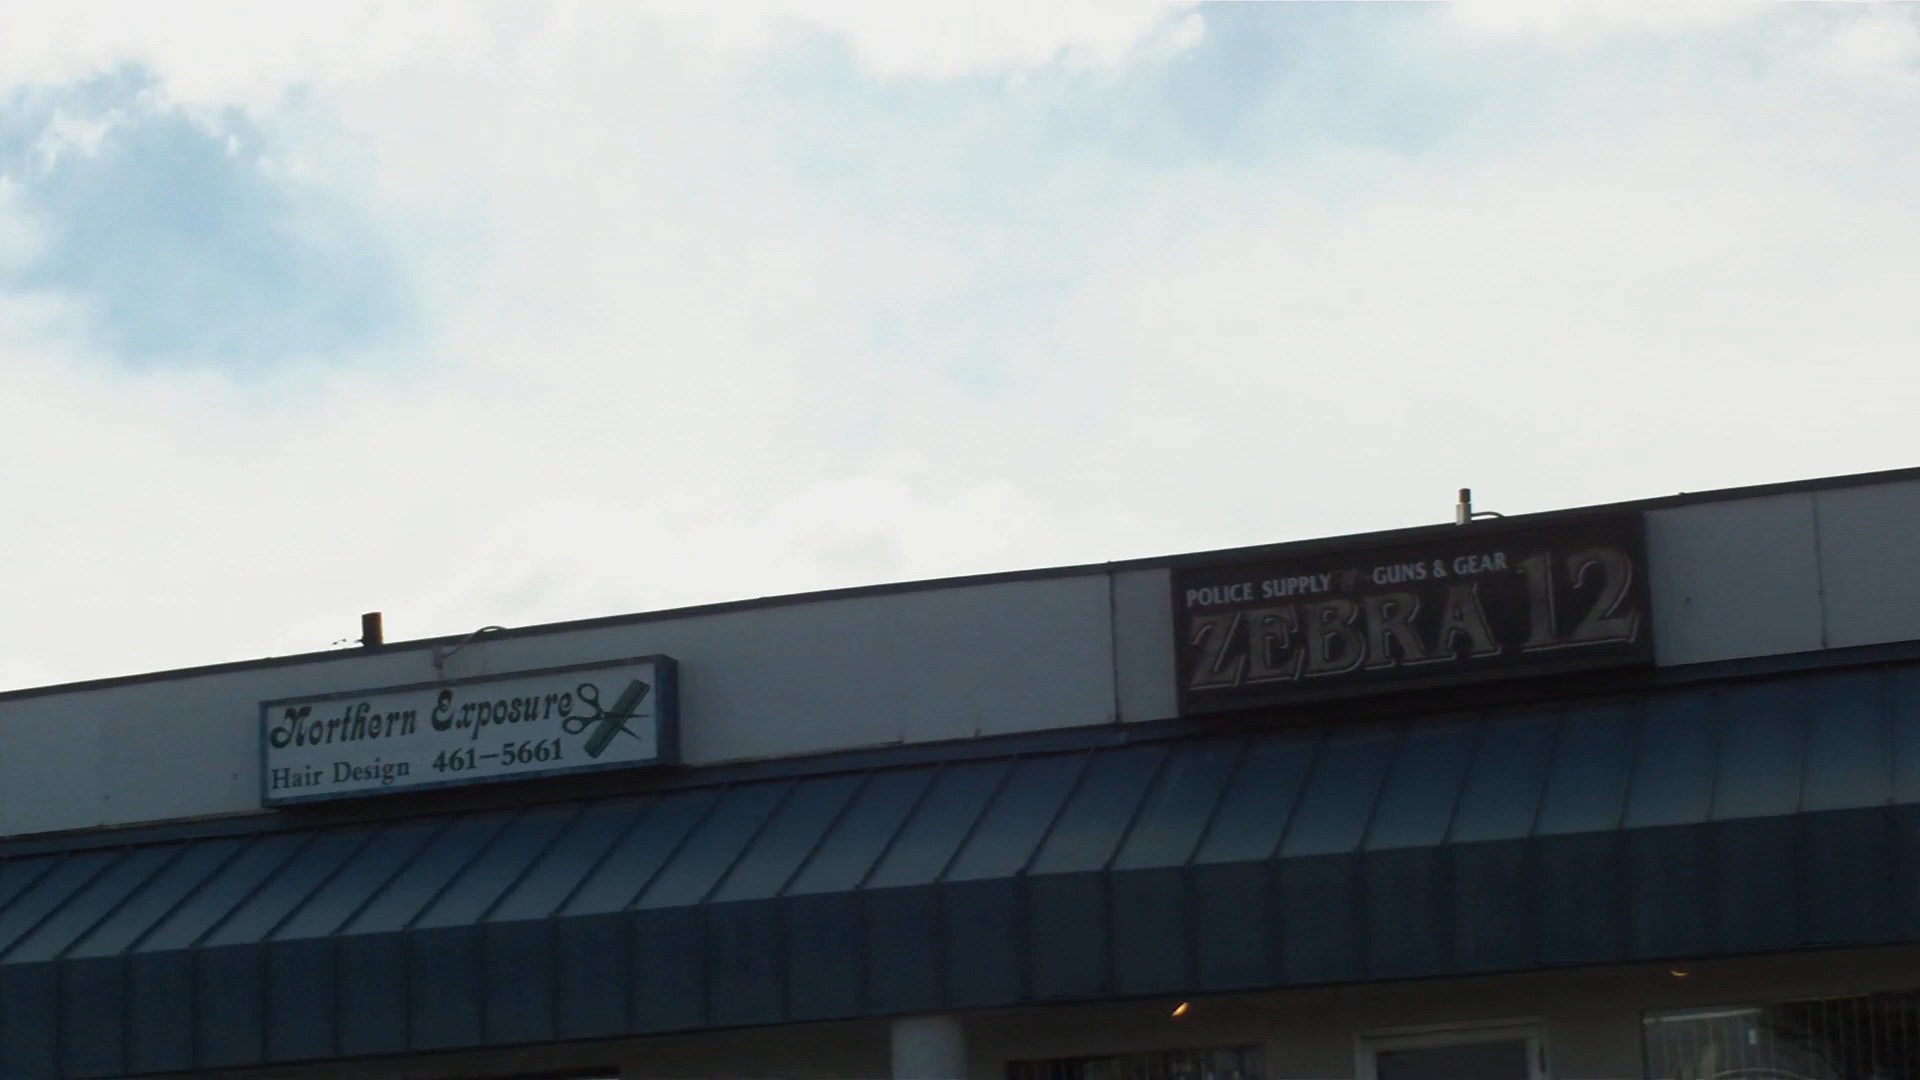 Northern Exposure
Hair Design 461-5661
POLICE SUPPLY GUNS & GEAR
ZEBRA 12